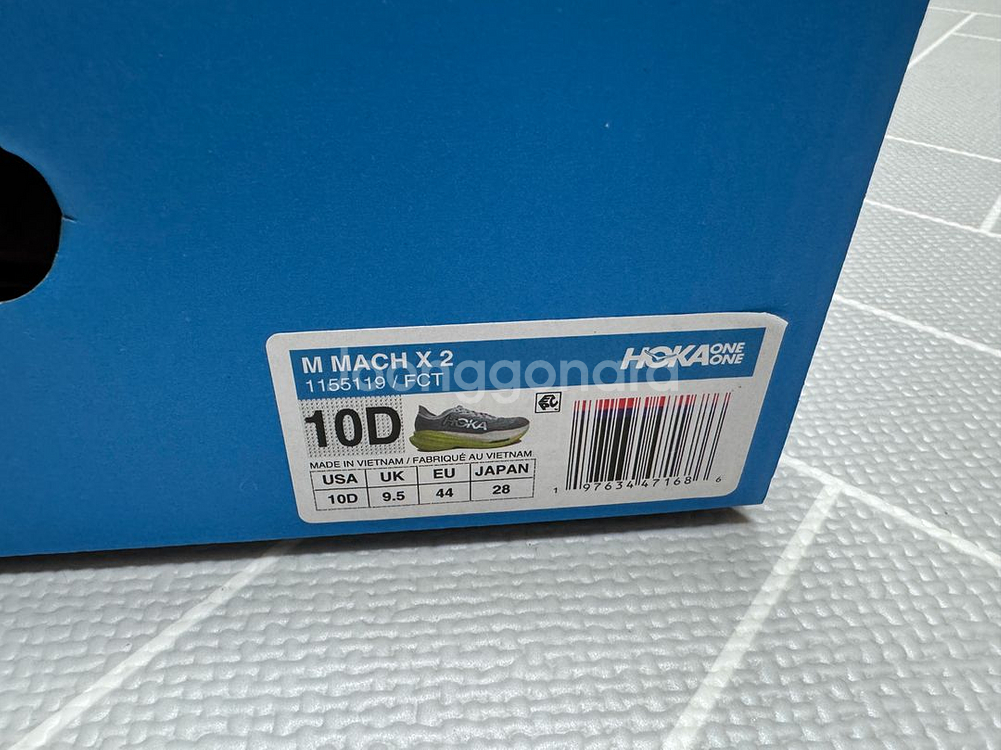 M MACH X 2
1155119 / FCT
HOKA ONE ONE
10D
HOKA
MADE IN VIETNAM / FABRIQUÉ AU VIETNAM
USA UK EU JAPAN
10D 9.5 44 28
1 97634 47168 6